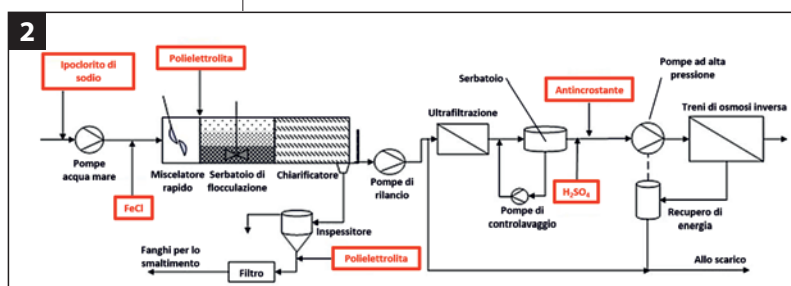 2
Ipoclorito di
sodio
Polielettrolita
Pompe
acqua mare
FeCl
Miscelatore
rapido
Serbatoio di
flocculazione
Chiarificatore
Pompe di
rilancio
Inspessitore
Fanghi per lo
smaltimento
Filtro
Polielettrolita
Ultrafiltrazione
Serbatoio
Antincrostante
Pompe di
controlavaggio
H₂SO₄
Pompe ad alta
pressione
Treni di osmosi inversa
Recupero di
energia
Allo scarico